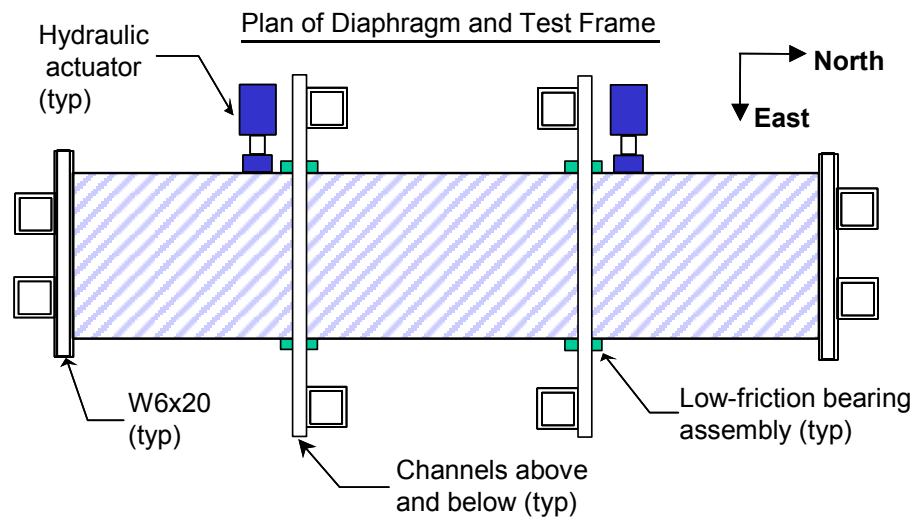 Plan of Diaphragm and Test Frame
Hydraulic
actuator
(typ)
North
East
W6x20
(typ)
Low-friction bearing
assembly (typ)
Channels above
and below (typ)